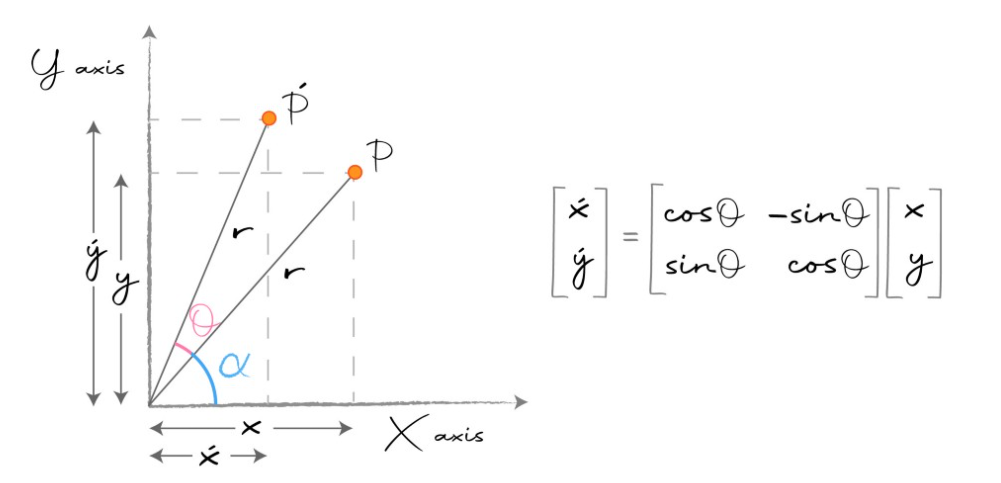 y axis
Ṕ
P
ý
y
r
r
θ
α
x
x́
X axis
[x́] = [cosθ -sinθ] [x]
[ý] [sinθ cosθ] [y]